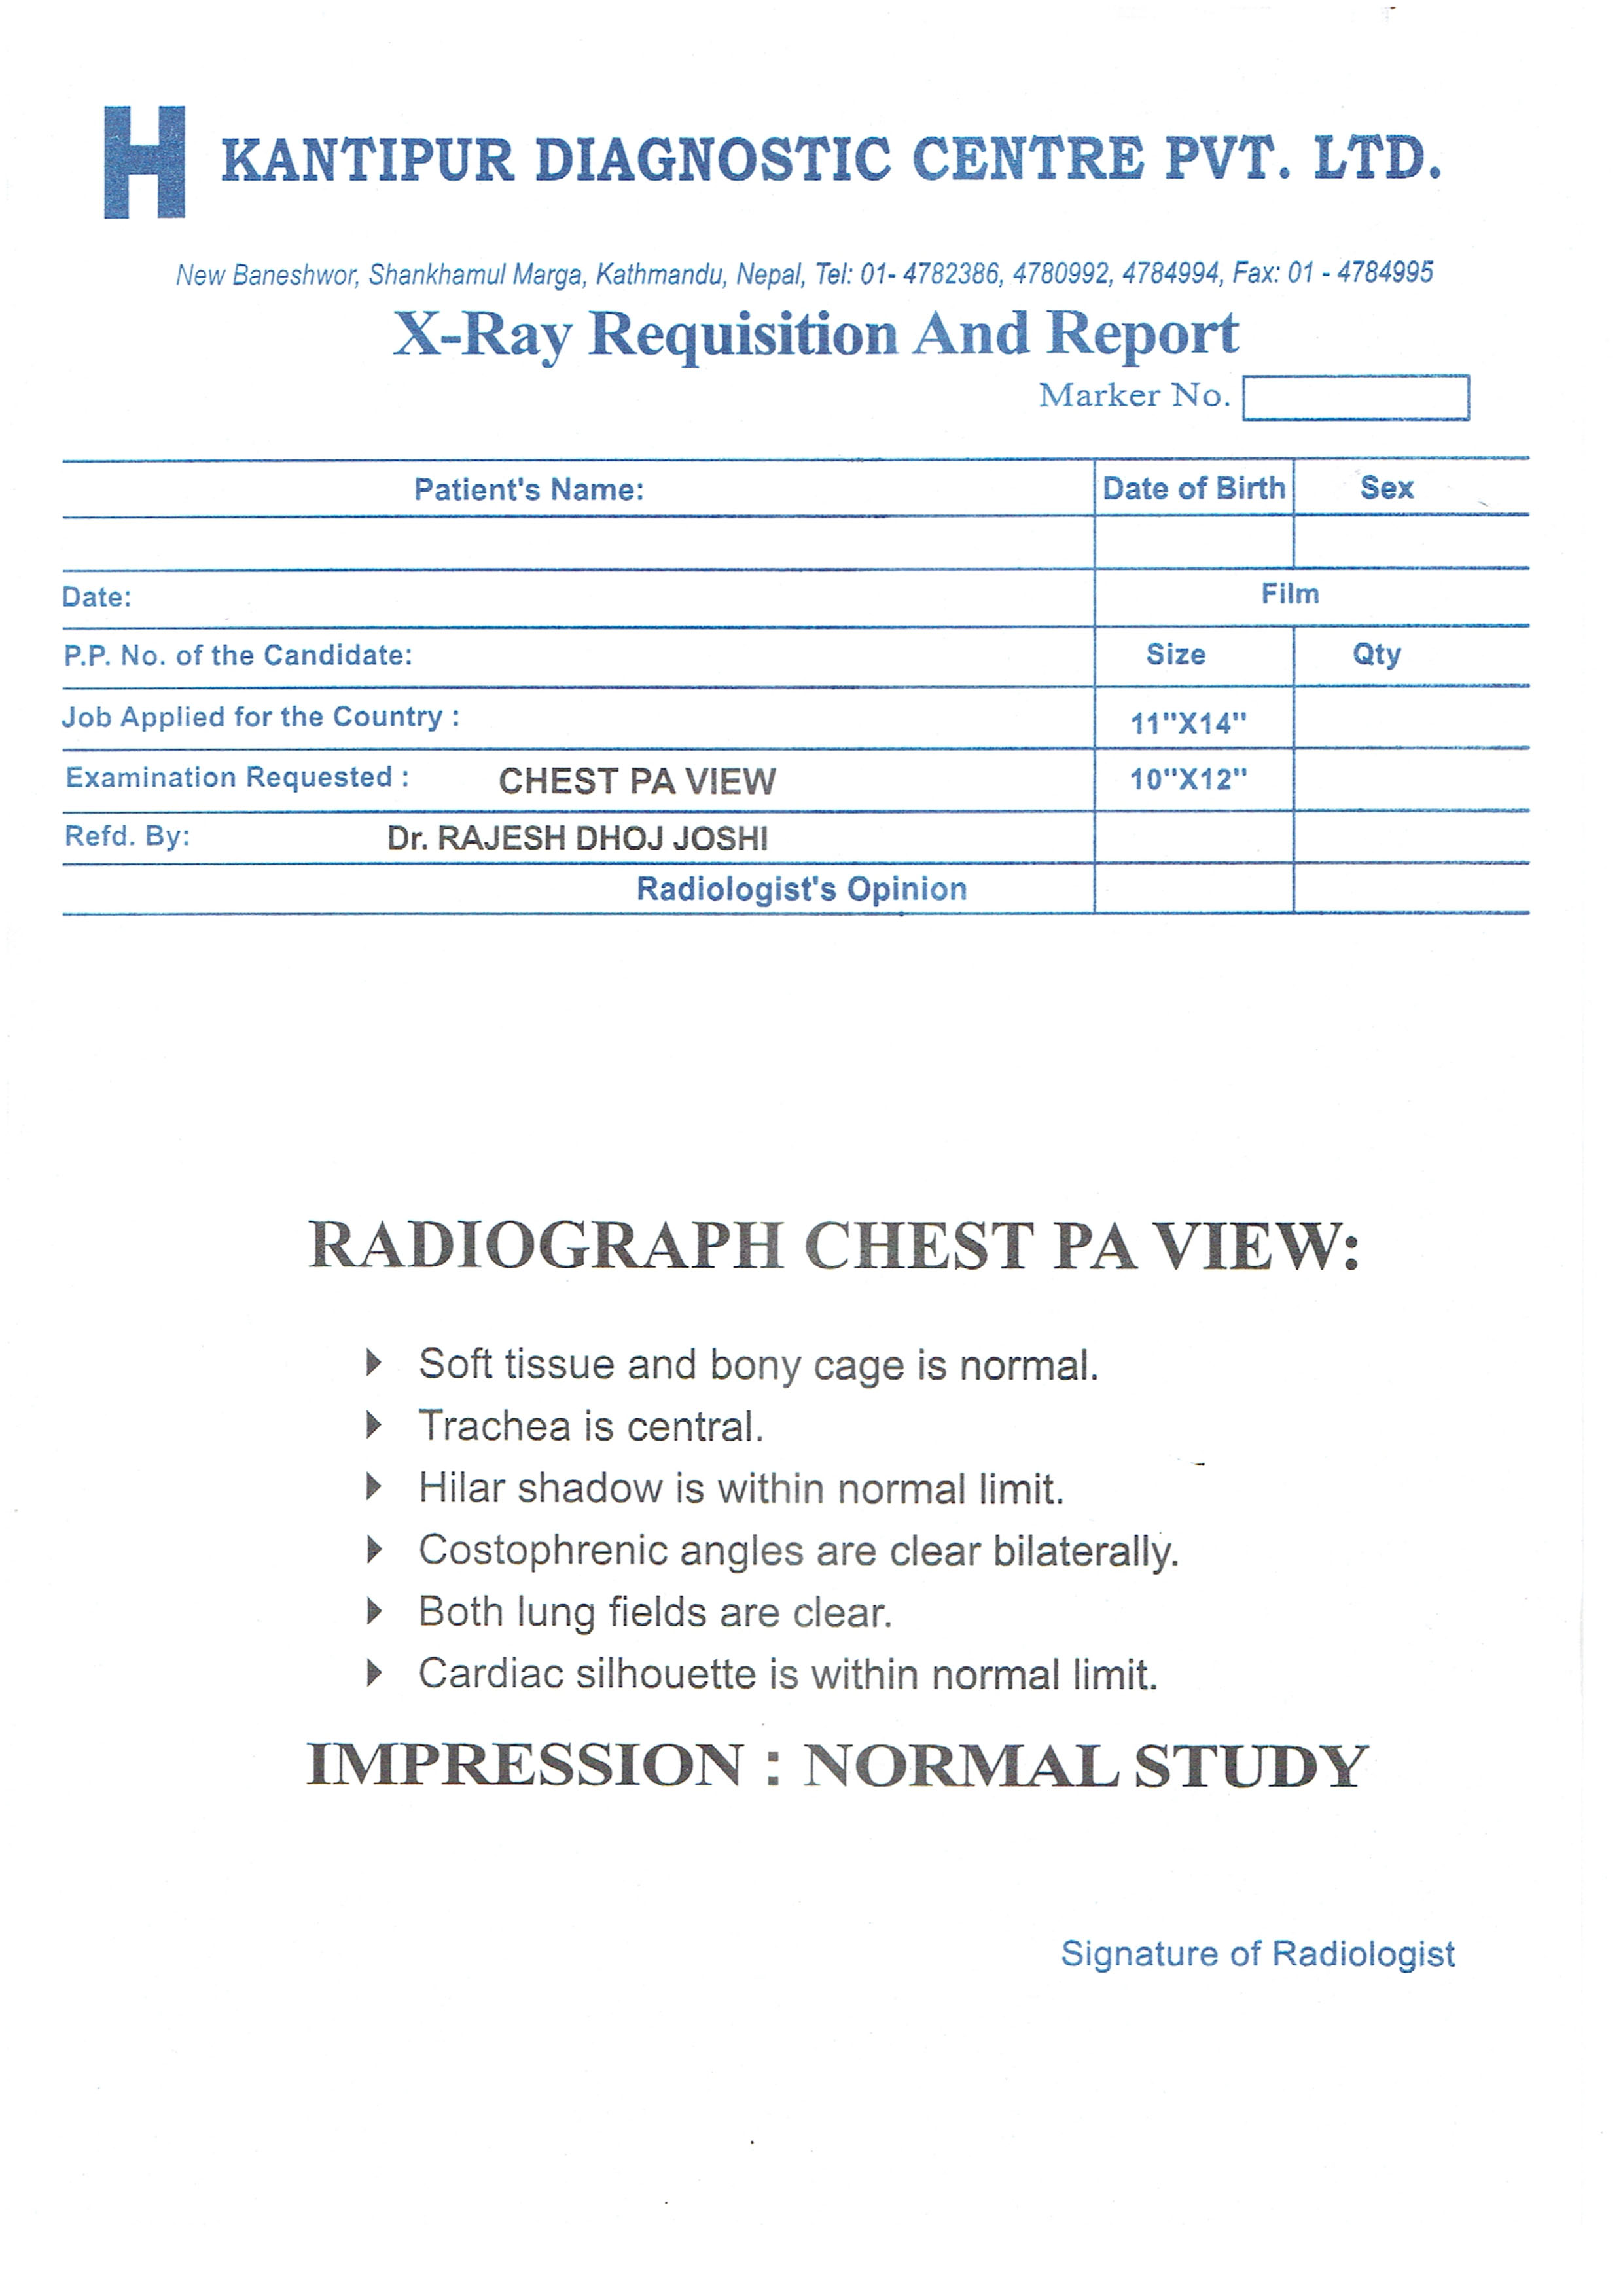 H KANTIPUR DIAGNOSTIC CENTRE PVT. LTD.
New Baneshwor, Shankhamul Marga, Kathmandu, Nepal, Tel: 01- 4782386, 4780992, 4784994, Fax: 01 - 4784995
X-Ray Requisition And Report
Marker No.
Patient's Name: Date of Birth Sex
Date: Film
P.P. No. of the Candidate: Size Qty
Job Applied for the Country : 11"X14"
Examination Requested : CHEST PA VIEW 10"X12"
Refd. By: Dr. RAJESH DHOJ JOSHI
Radiologist's Opinion
RADIOGRAPH CHEST PA VIEW:
Soft tissue and bony cage is normal.
Trachea is central.
Hilar shadow is within normal limit.
Costophrenic angles are clear bilaterally.
Both lung fields are clear.
Cardiac silhouette is within normal limit.
IMPRESSION : NORMAL STUDY
Signature of Radiologist